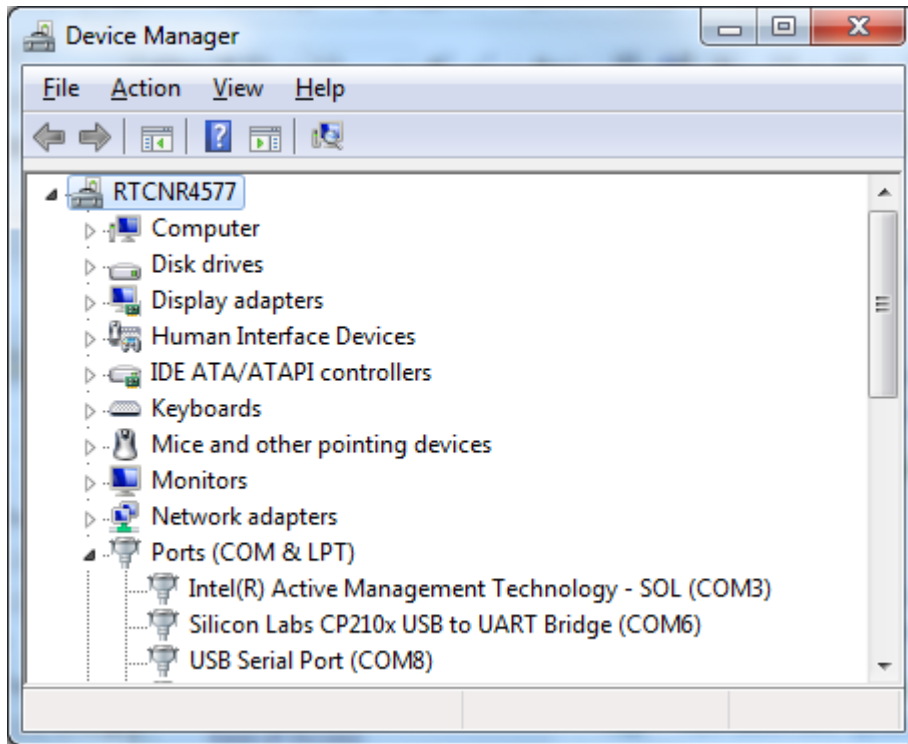 Device Manager
File Action View Help
RTCNR4577
Computer
Disk drives
Display adapters
Human Interface Devices
IDE ATA/ATAPI controllers
Keyboards
Mice and other pointing devices
Monitors
Network adapters
Ports (COM & LPT)
Intel(R) Active Management Technology - SOL (COM3)
Silicon Labs CP210x USB to UART Bridge (COM6)
USB Serial Port (COM8)